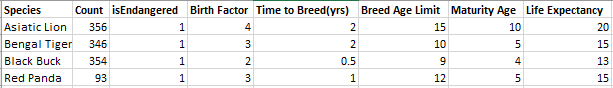 Species Count isEndangered Birth Factor Time to Breed(yrs) Breed Age Limit Maturity Age Life Expectancy
Asiatic Lion 356 1 4 2 15 10 20
Bengal Tiger 346 1 3 2 10 5 15
Black Buck 354 1 2 0.5 9 4 13
Red Panda 93 1 3 1 12 5 15